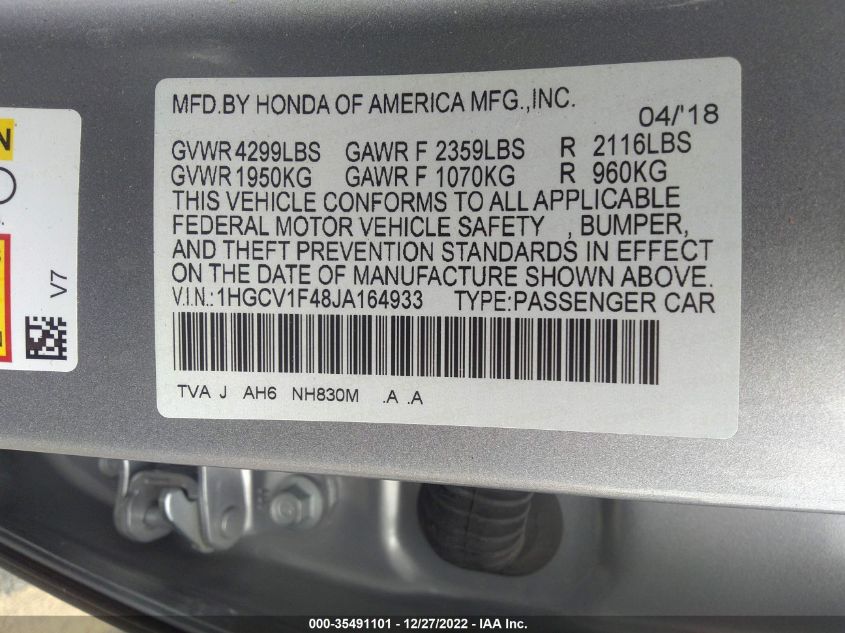 MFD.BY HONDA OF AMERICA MFG.,INC.
04/'18
GVWR 4299LBS GAWR F 2359LBS R 2116LBS
GVWR 1950KG GAWR F 1070KG R 960KG
THIS VEHICLE CONFORMS TO ALL APPLICABLE
FEDERAL MOTOR VEHICLE SAFETY , BUMPER,
AND THEFT PREVENTION STANDARDS IN EFFECT
ON THE DATE OF MANUFACTURE SHOWN ABOVE.
V.I.N.:1HGCV1F48JA164933 TYPE:PASSENGER CAR
TVA J AH6 NH830M .A .A
N
V7
000-35491101 - 12/27/2022 - IAA Inc.